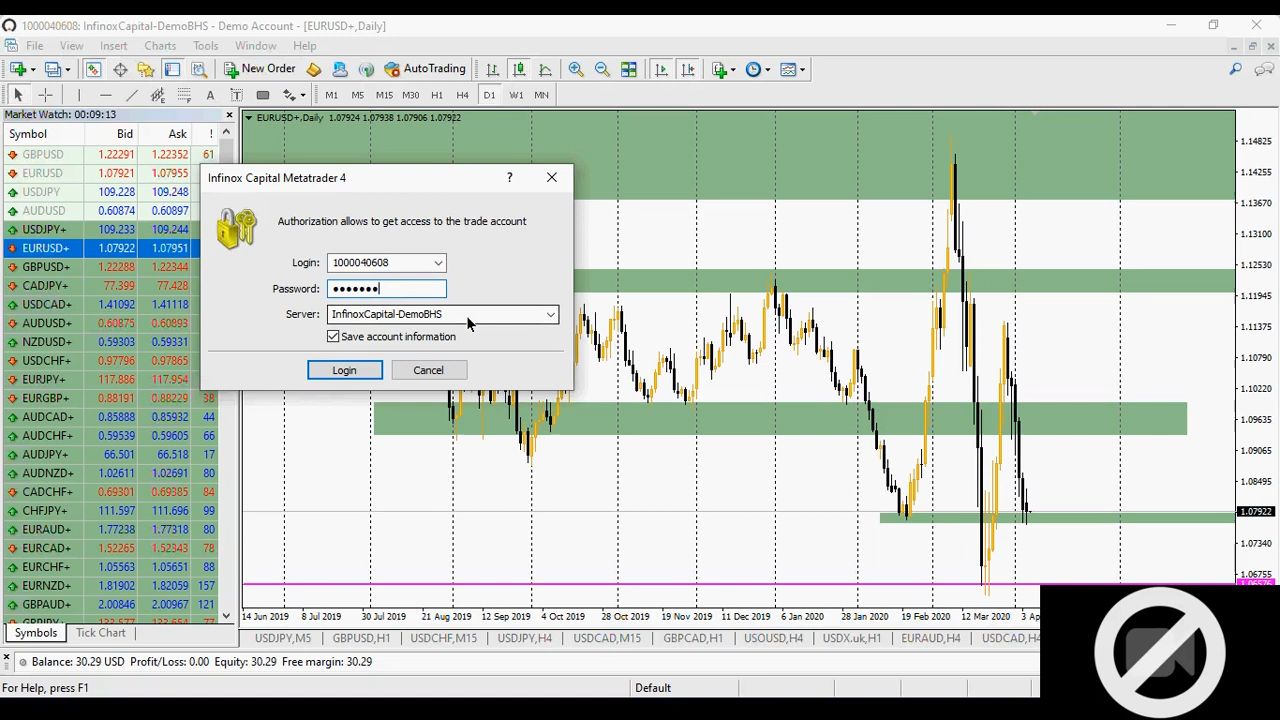 1000040608: InfinoxCapital-DemoBHS - Demo Account - [EURUSD+,Daily]
File View Insert Charts Tools Window Help
New Order AutoTrading
M1 M5 M15 M30 H1 H4 D1 W1 MN
Market Watch: 00:09:13
Symbol Bid Ask !
GBPUSD 1.22291 1.22352 61
EURUSD 1.07921 1.07955
USDJPY 109.228 109.248
AUDUSD 0.60874 0.60897
USDJPY+ 109.233 109.244
EURUSD+ 1.07922 1.07951
GBPUSD+ 1.22288 1.22344
CADJPY+ 77.399 77.428
USDCAD+ 1.41092 1.41118
AUDUSD+ 0.60875 0.60893
NZDUSD+ 0.59303 0.59331
USDCHF+ 0.97796 0.97865
EURJPY+ 117.886 117.954
EURGBP+ 0.88191 0.88229 38
AUDCAD+ 0.85888 0.85932 44
AUDCHF+ 0.59539 0.59605 66
AUDJPY+ 66.501 66.518 17
AUDNZD+ 1.02611 1.02691 80
CADCHF+ 0.69301 0.69385 84
CHFJPY+ 111.597 111.696 99
EURAUD+ 1.77238 1.77318 80
EURCAD+ 1.52265 1.52343 78
EURCHF+ 1.05563 1.05651 88
EURNZD+ 1.81902 1.82059 157
GBPAUD+ 2.00846 2.00967 121
Symbols Tick Chart
EURUSD+,Daily 1.07924 1.07938 1.07906 1.07922
Infinox Capital Metatrader 4 ?
Authorization allows to get access to the trade account
Login: 1000040608
Password:
Server: InfinoxCapital-DemoBHS
Save account information
Login Cancel
1.14825
1.14255
1.13670
1.13100
1.12530
1.11945
1.11375
1.10790
1.10220
1.09635
1.09065
1.08495
1.07922
1.07340
1.06755
14 Jun 2019 8 Jul 2019 30 Jul 2019 21 Aug 2019 12 Sep 2019 4 Oct 2019 28 Oct 2019 19 Nov 2019 11 Dec 2019 6 Jan 2020 28 Jan 2020 19 Feb 2020 12 Mar 2020 3 Ap
USDJPY,M5 GBPUSD,H1 USDCHF,M15 USDJPY,H4 USDCAD,M15 GBPCAD,H1 USOUSD,H4 USDX.uk,H1 EURAUD,H4 USDCAD,H4
Balance: 30.29 USD Profit/Loss: 0.00 Equity: 30.29 Free margin: 30.29
For Help, press F1 Default